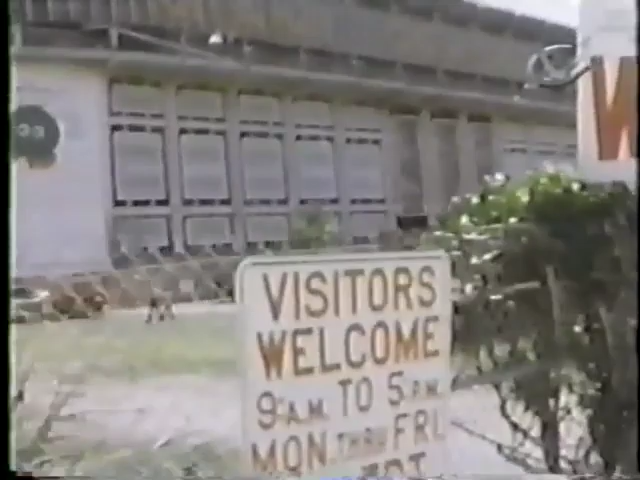 VISITORS
WELCOME
9 A.M. TO 5 P.M.
MON THRU FRI
W